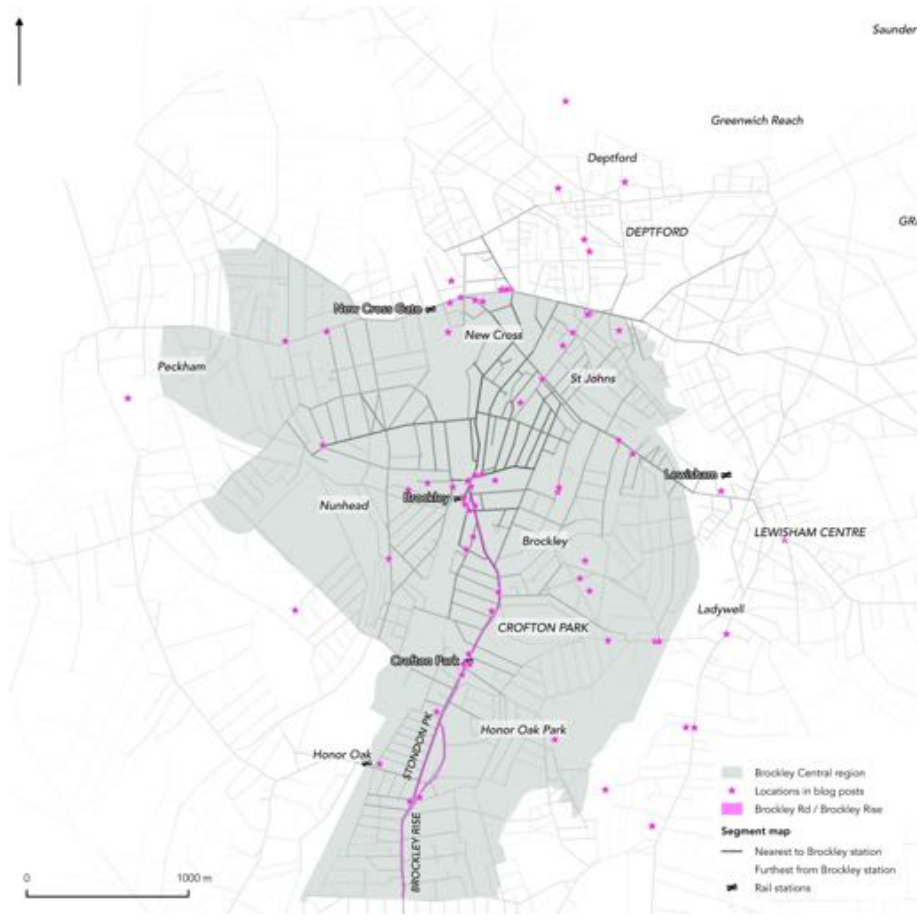 Saunder
Greenwich Reach
Deptford
GR
DEPTFORD
New Cross Gate
New Cross
Peckham
St Johns
Lewisham
Nunhead
Brockley
LEWISHAM CENTRE
Brockley
Ladywell
CROFTON PARK
Crofton Park
STONDON PK
Honor Oak Park
Honor Oak
BROCKLEY RISE
Brockley Central region
Locations in blog posts
Brockley Rd / Brockley Rise
Segment map
Nearest to Brockley station
Furthest from Brockley station
Rail stations
0 1000 m